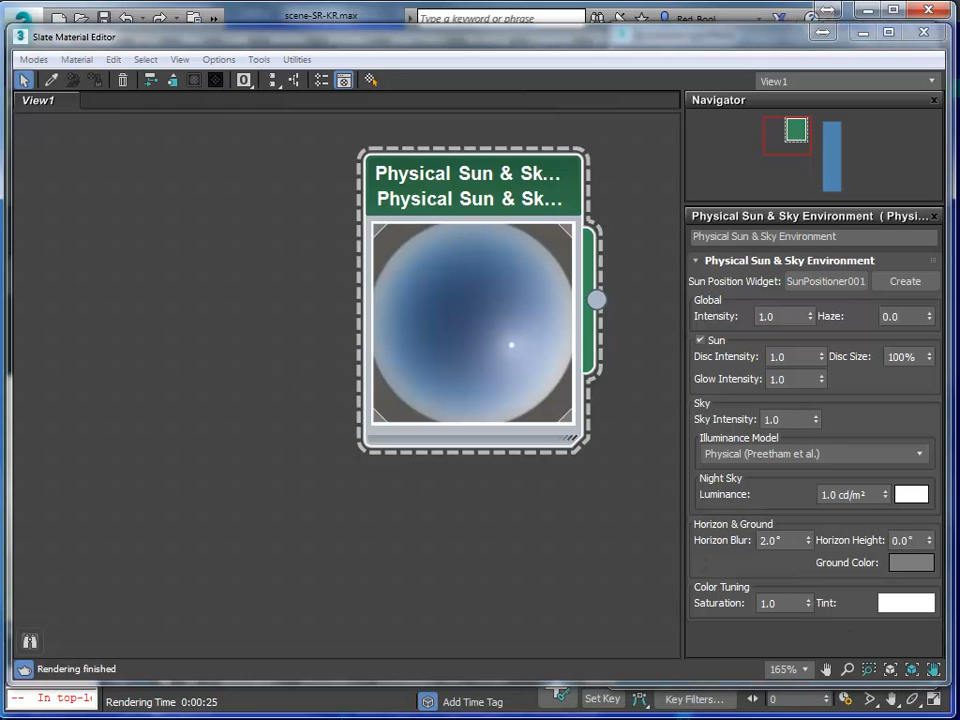 scene-SR-KR.max
Type a keyword or phrase
Slate Material Editor
Modes Material Edit Select View Options Tools Utilities
0
View1
View1
Navigator
Physical Sun & Sk...
Physical Sun & Sk...
Physical Sun & Sky Environment ( Physi...
Physical Sun & Sky Environment
Physical Sun & Sky Environment
Sun Position Widget: SunPositioner001 Create
Global
Intensity: 1.0 Haze: 0.0
Sun
Disc Intensity: 1.0 Disc Size: 100%
Glow Intensity: 1.0
Sky
Sky Intensity: 1.0
Illuminance Model
Physical (Preetham et al.)
Night Sky
Luminance: 1.0 cd/m²
Horizon & Ground
Horizon Blur: 2.0° Horizon Height: 0.0°
Ground Color:
Color Tuning
Saturation: 1.0 Tint:
Rendering finished
165%
-- In top-l
Rendering Time 0:00:25
Add Time Tag
Set Key
Key Filters...
0